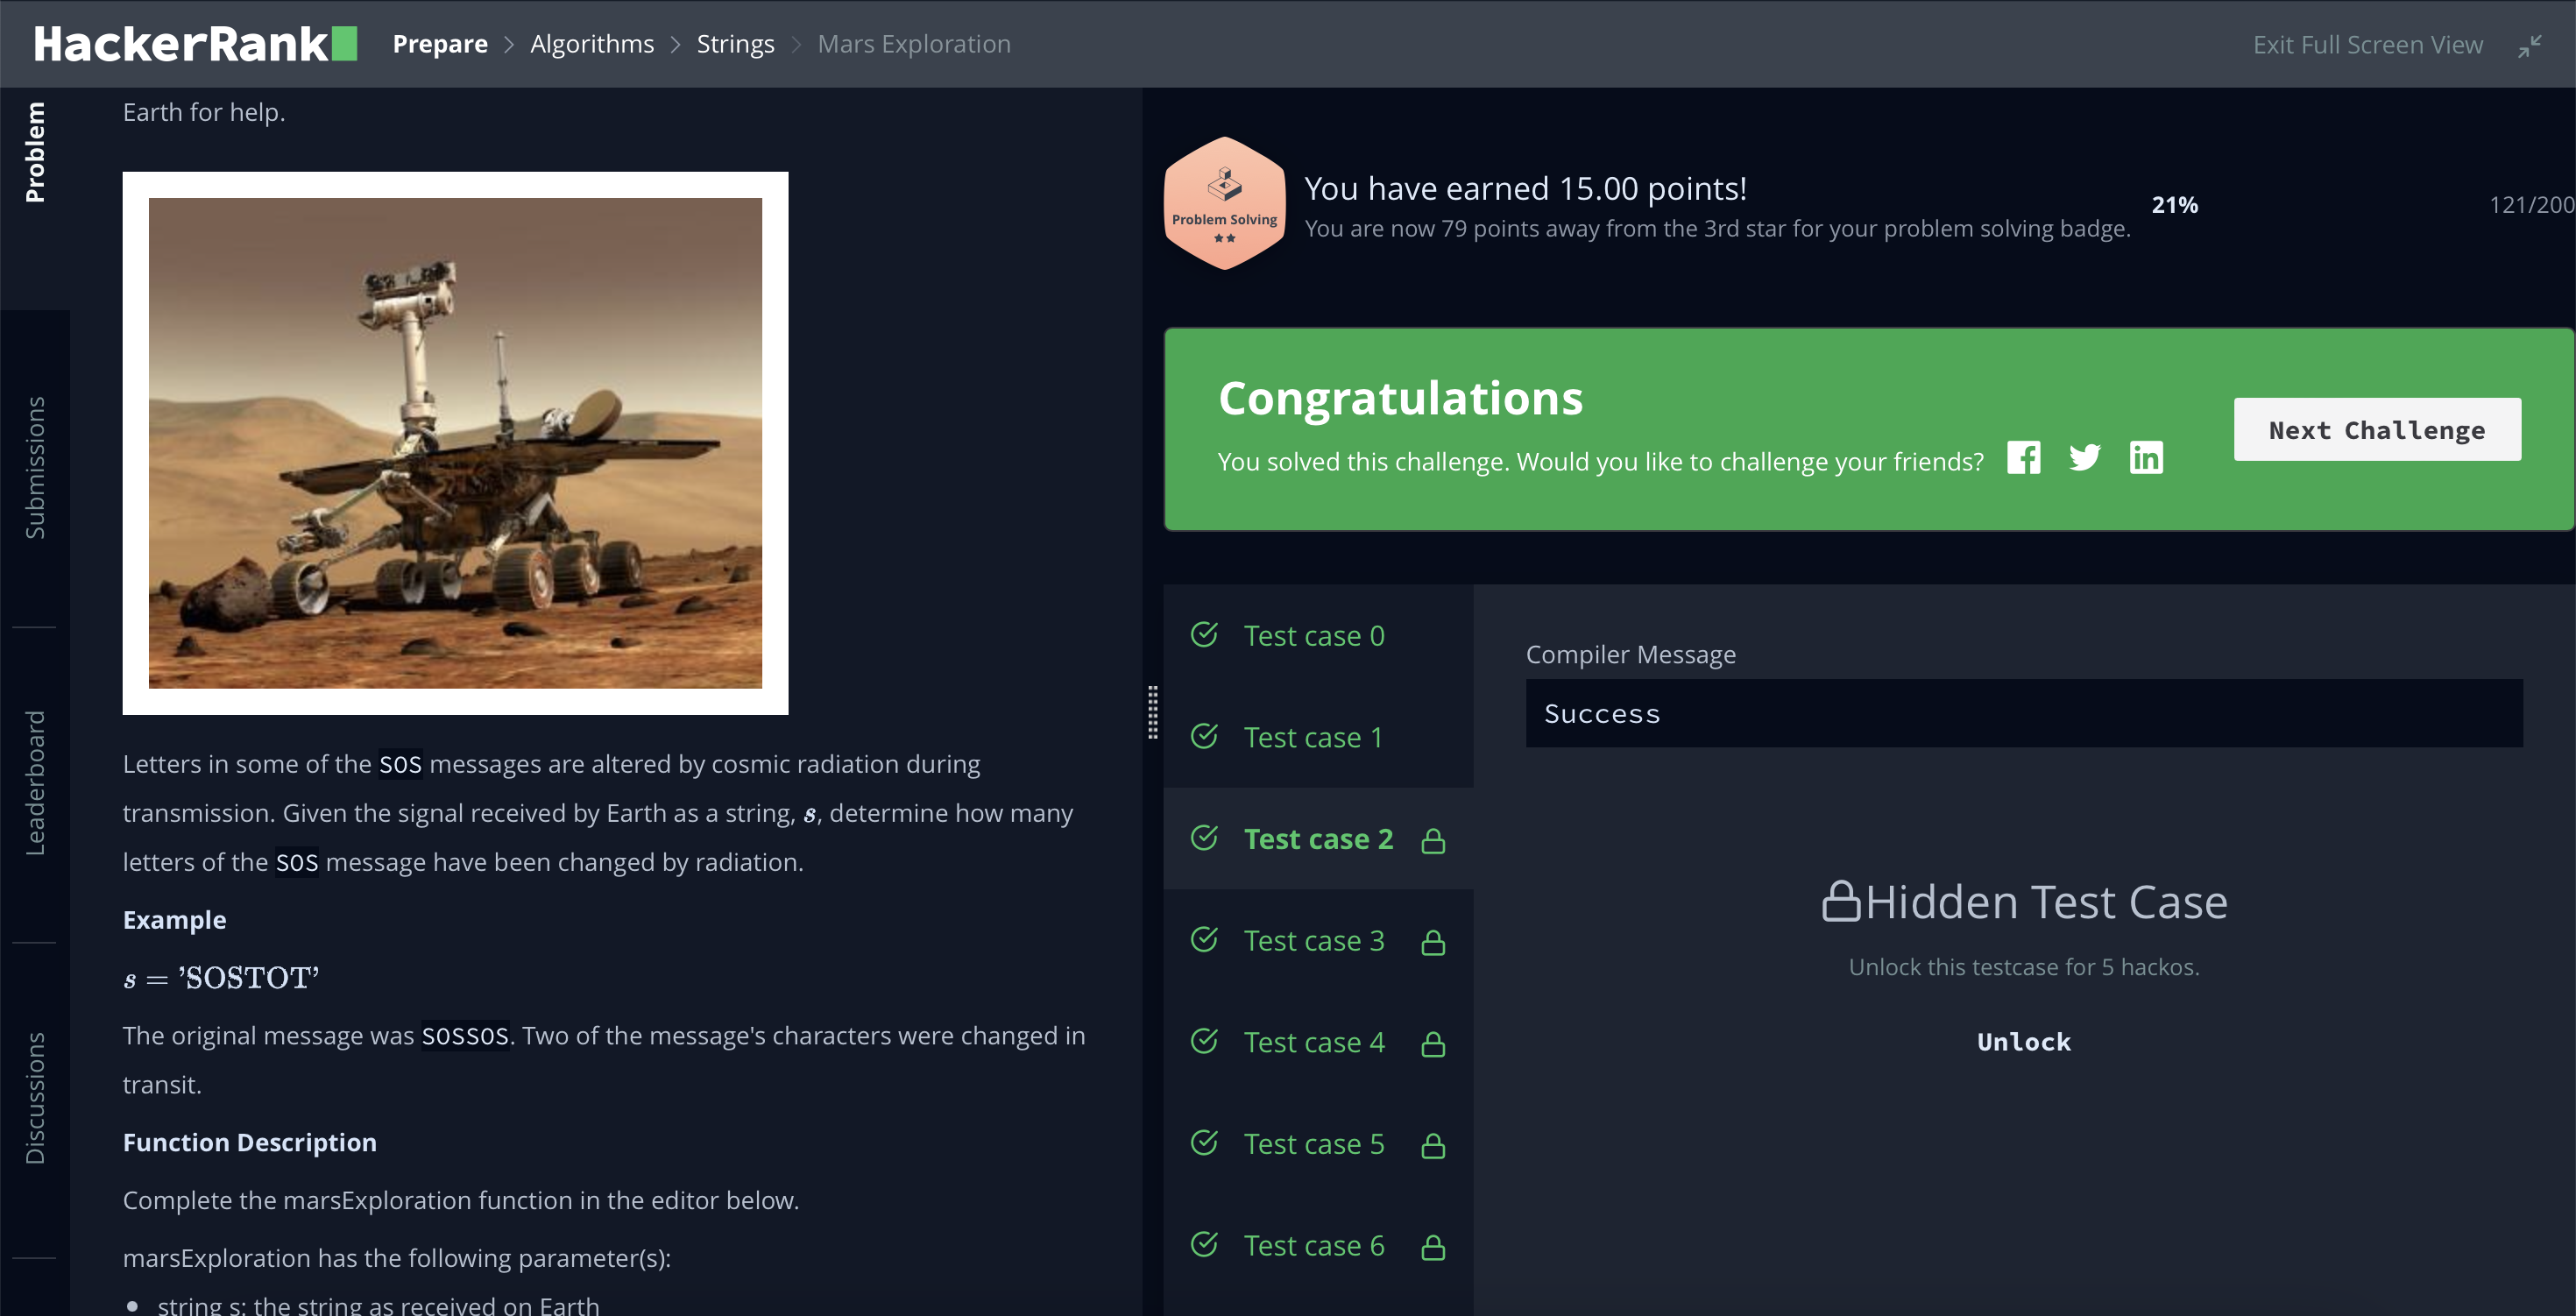 HackerRank
Prepare > Algorithms > Strings > Mars Exploration
Exit Full Screen View
Problem
Submissions
Leaderboard
Discussions
Earth for help.
Letters in some of the SOS messages are altered by cosmic radiation during
transmission. Given the signal received by Earth as a string, s, determine how many
letters of the SOS message have been changed by radiation.
Example
s = 'SOSTOT'
The original message was SOSSOS. Two of the message's characters were changed in
transit.
Function Description
Complete the marsExploration function in the editor below.
marsExploration has the following parameter(s):
• string s: the string as received on Earth
Problem Solving
You have earned 15.00 points!
You are now 79 points away from the 3rd star for your problem solving badge.
21%
121/200
Congratulations
You solved this challenge. Would you like to challenge your friends?
Next Challenge
Test case 0
Test case 1
Test case 2
Test case 3
Test case 4
Test case 5
Test case 6
Compiler Message
Success
Hidden Test Case
Unlock this testcase for 5 hackos.
Unlock